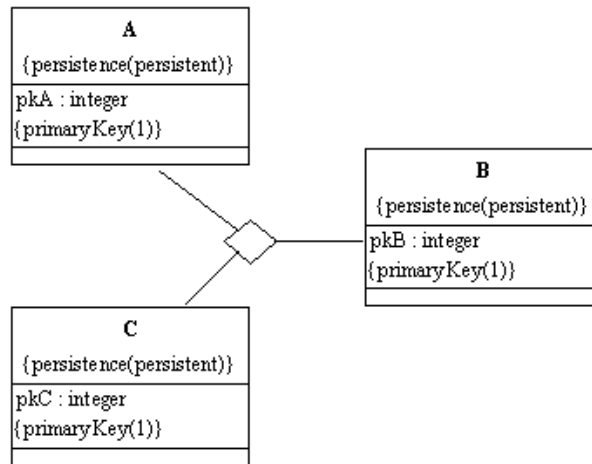 A
{persistence(persistent)}
pkA : integer
{primaryKey(1)}
B
{persistence(persistent)}
pkB : integer
{primaryKey(1)}
C
{persistence(persistent)}
pkC : integer
{primaryKey(1)}